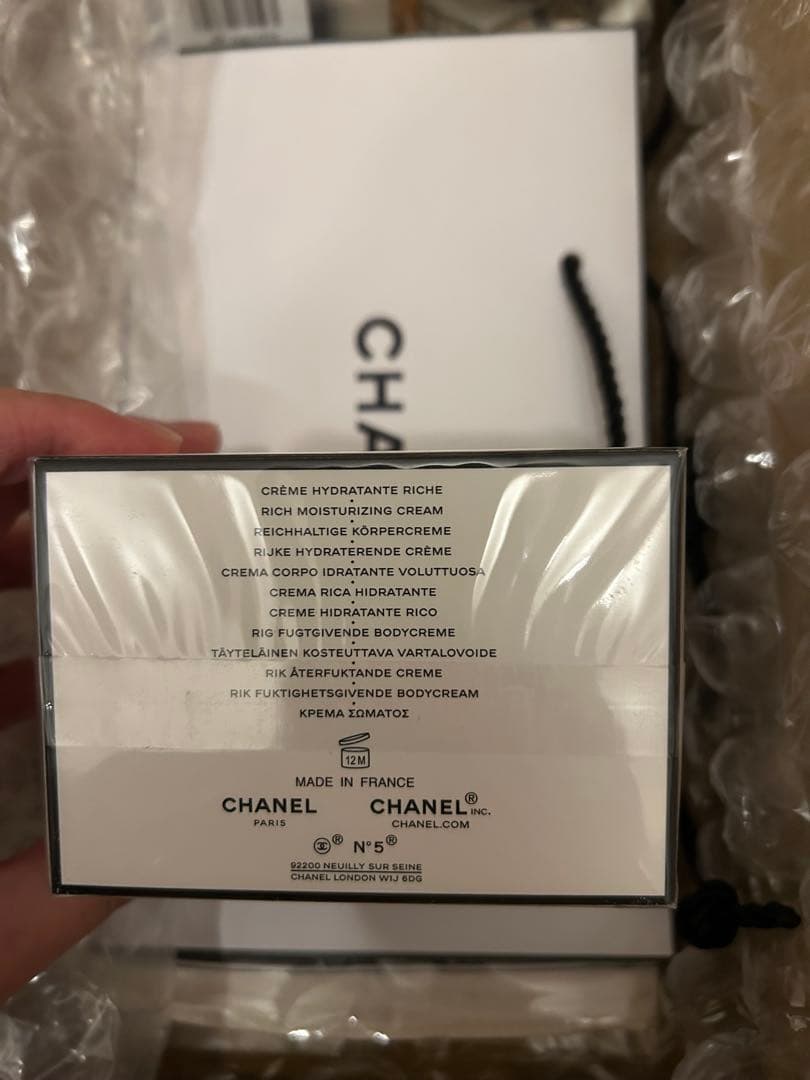 CHA
CRÈME HYDRATANTE RICHE
RICH MOISTURIZING CREAM
REICHHALTIGE KÖRPERCREME
RIJKE HYDRATERENDE CRÈME
CREMA CORPO IDRATANTE VOLUTTUOSA
CREMA RICA HIDRATANTE
CREME HIDRATANTE RICO
RIG FUGTGIVENDE BODYCREME
TÄYTELÄINEN KOSTEUTTAVA VARTALOVOIDE
RIK ÅTERFUKTANDE CREME
RIK FUKTIGHETSGIVENDE BODYCREAM
ΚΡΕΜΑ ΣΩΜΑΤΟΣ
12M
MADE IN FRANCE
CHANEL CHANEL® INC.
PARIS CHANEL.COM
® N°5®
92200 NEUILLY SUR SEINE
CHANEL LONDON W1J 6DG